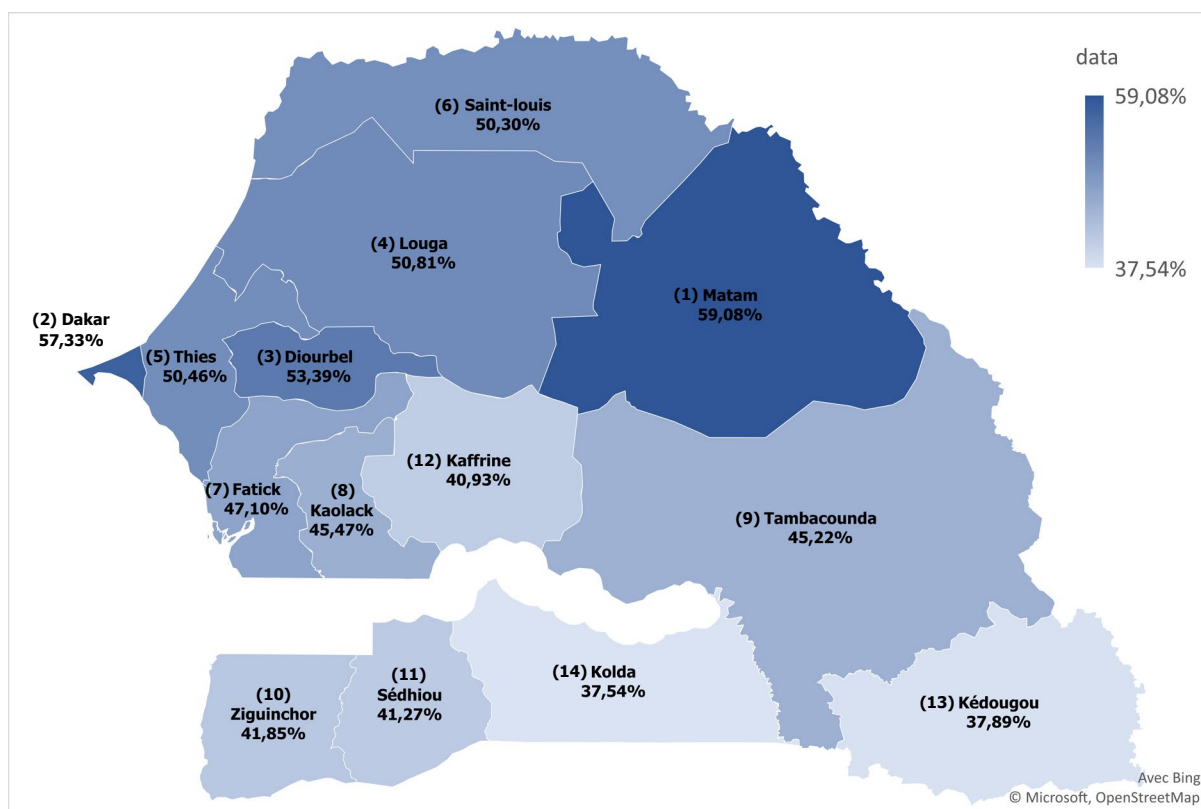 data
59,08%
37,54%
(6) Saint-louis
50,30%
(4) Louga
50,81%
(1) Matam
59,08%
(2) Dakar
57,33%
(5) Thies
50,46%
(3) Diourbel
53,39%
(12) Kaffrine
40,93%
(7) Fatick
47,10%
(8)
Kaolack
45,47%
(9) Tambacounda
45,22%
(10)
Ziguinchor
41,85%
(11)
Sédhiou
41,27%
(14) Kolda
37,54%
(13) Kédougou
37,89%
Avec Bing
© Microsoft, OpenStreetMap